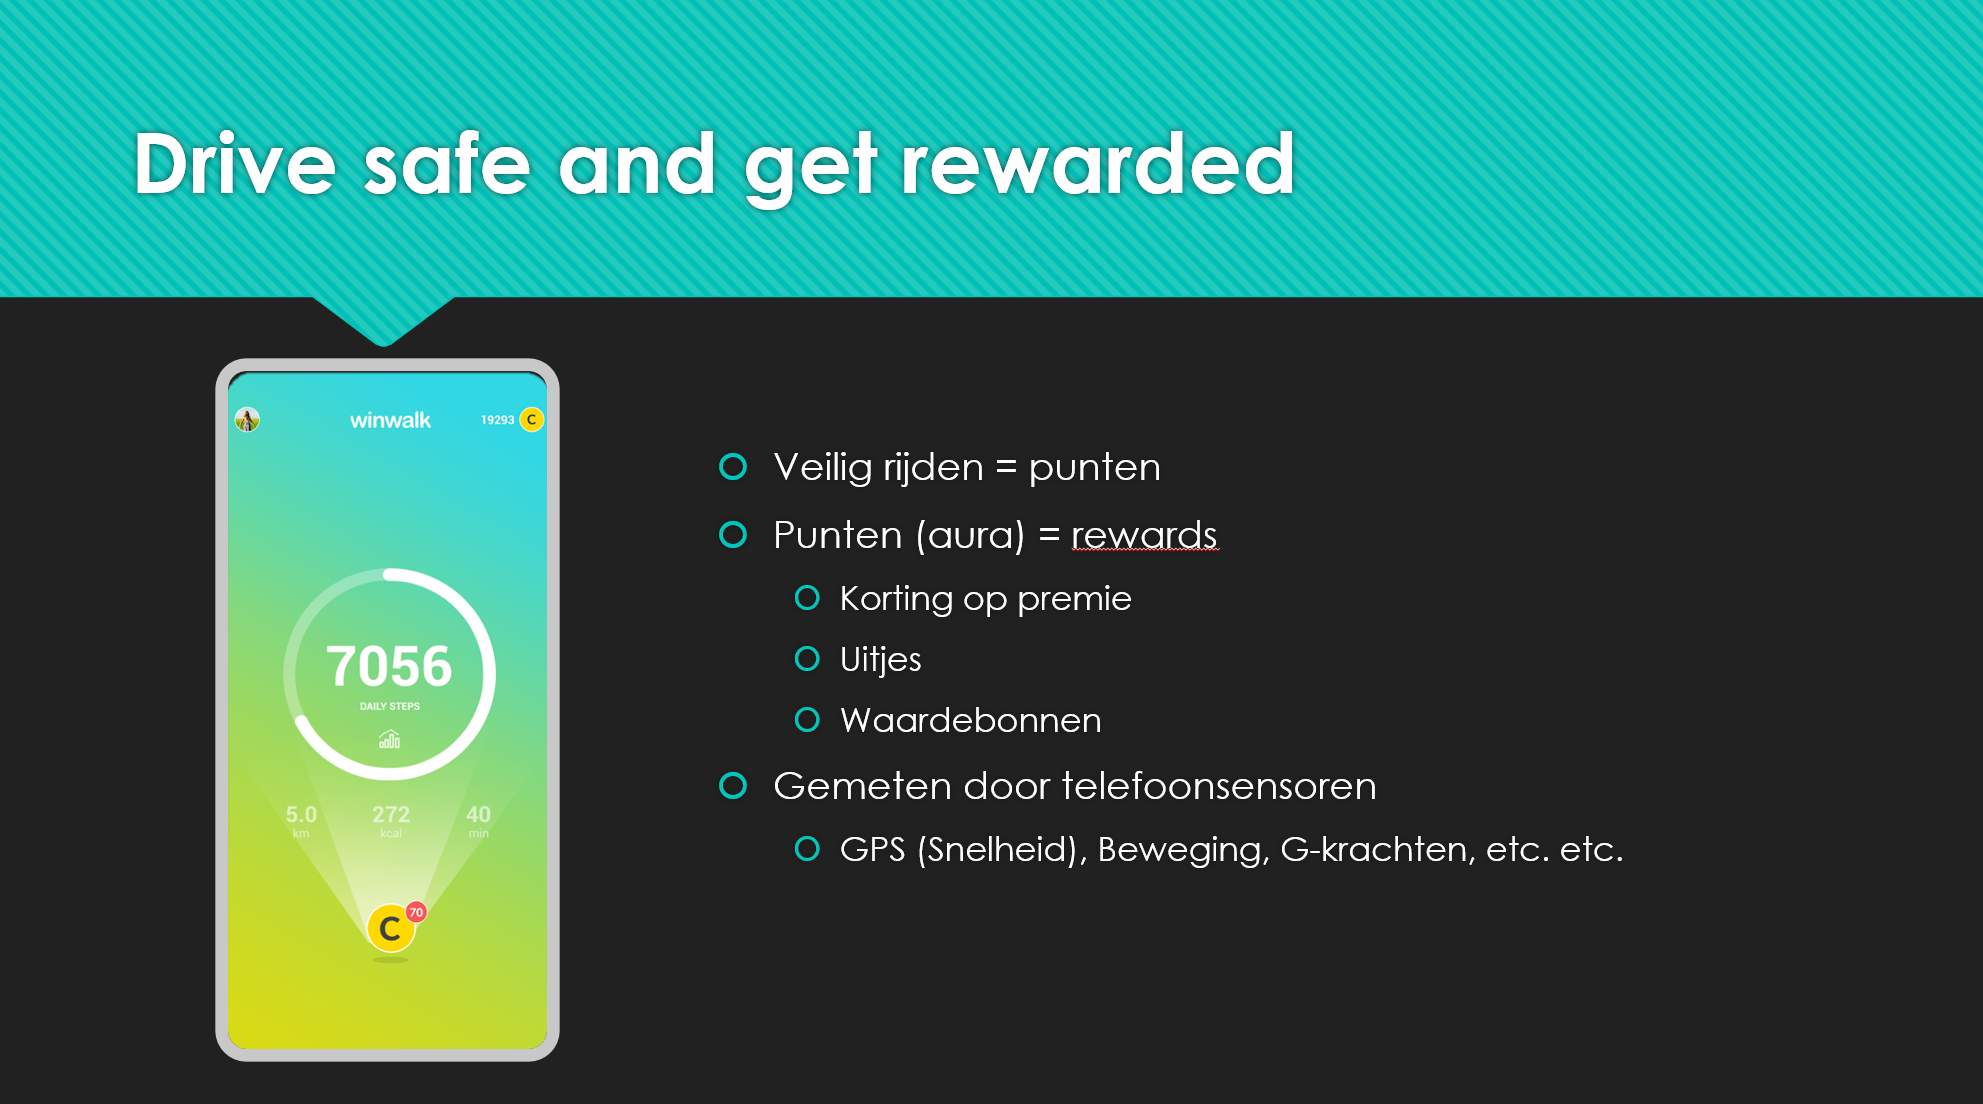 Drive safe and get rewarded
winwalk
19293 C
7056
DAILY STEPS
5.0 272 40
km kcal min
70
C
Veilig rijden = punten
Punten (aura) = rewards
Korting op premie
Uitjes
Waardebonnen
Gemeten door telefoonsensoren
GPS (Snelheid), Beweging, G-krachten, etc. etc.